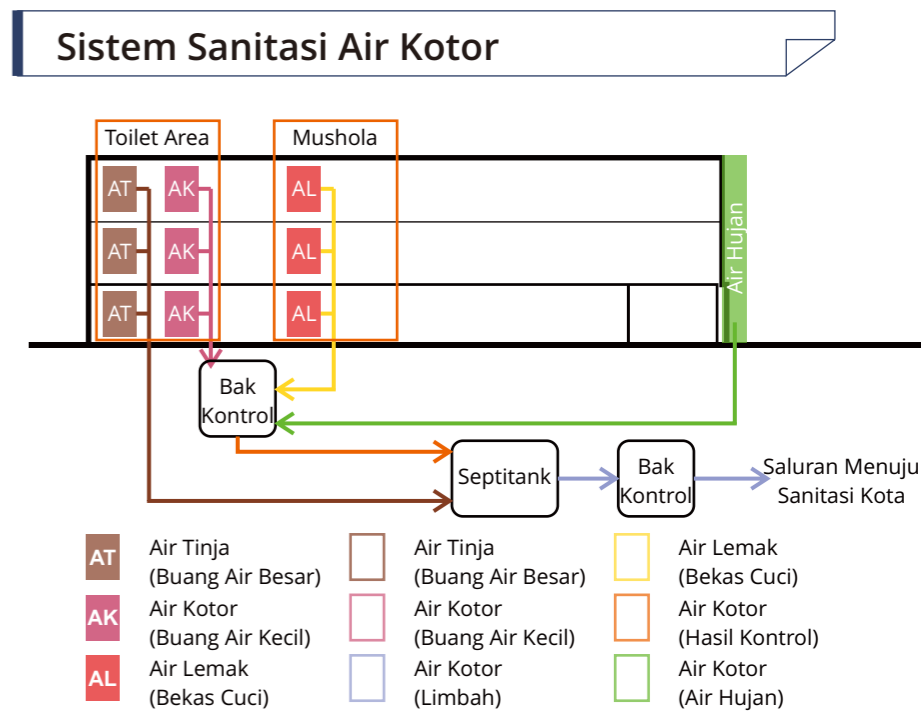 Sistem Sanitasi Air Kotor
Toilet Area
Mushola
AT
AK
AL
Air Hujan
AT
AK
AL
AT
AK
AL
Bak
Kontrol
Septitank
Bak
Kontrol
Saluran Menuju
Sanitasi Kota
AT
Air Tinja
(Buang Air Besar)
Air Tinja
(Buang Air Besar)
Air Lemak
(Bekas Cuci)
AK
Air Kotor
(Buang Air Kecil)
Air Kotor
(Buang Air Kecil)
Air Kotor
(Hasil Kontrol)
AL
Air Lemak
(Bekas Cuci)
Air Kotor
(Limbah)
Air Kotor
(Air Hujan)